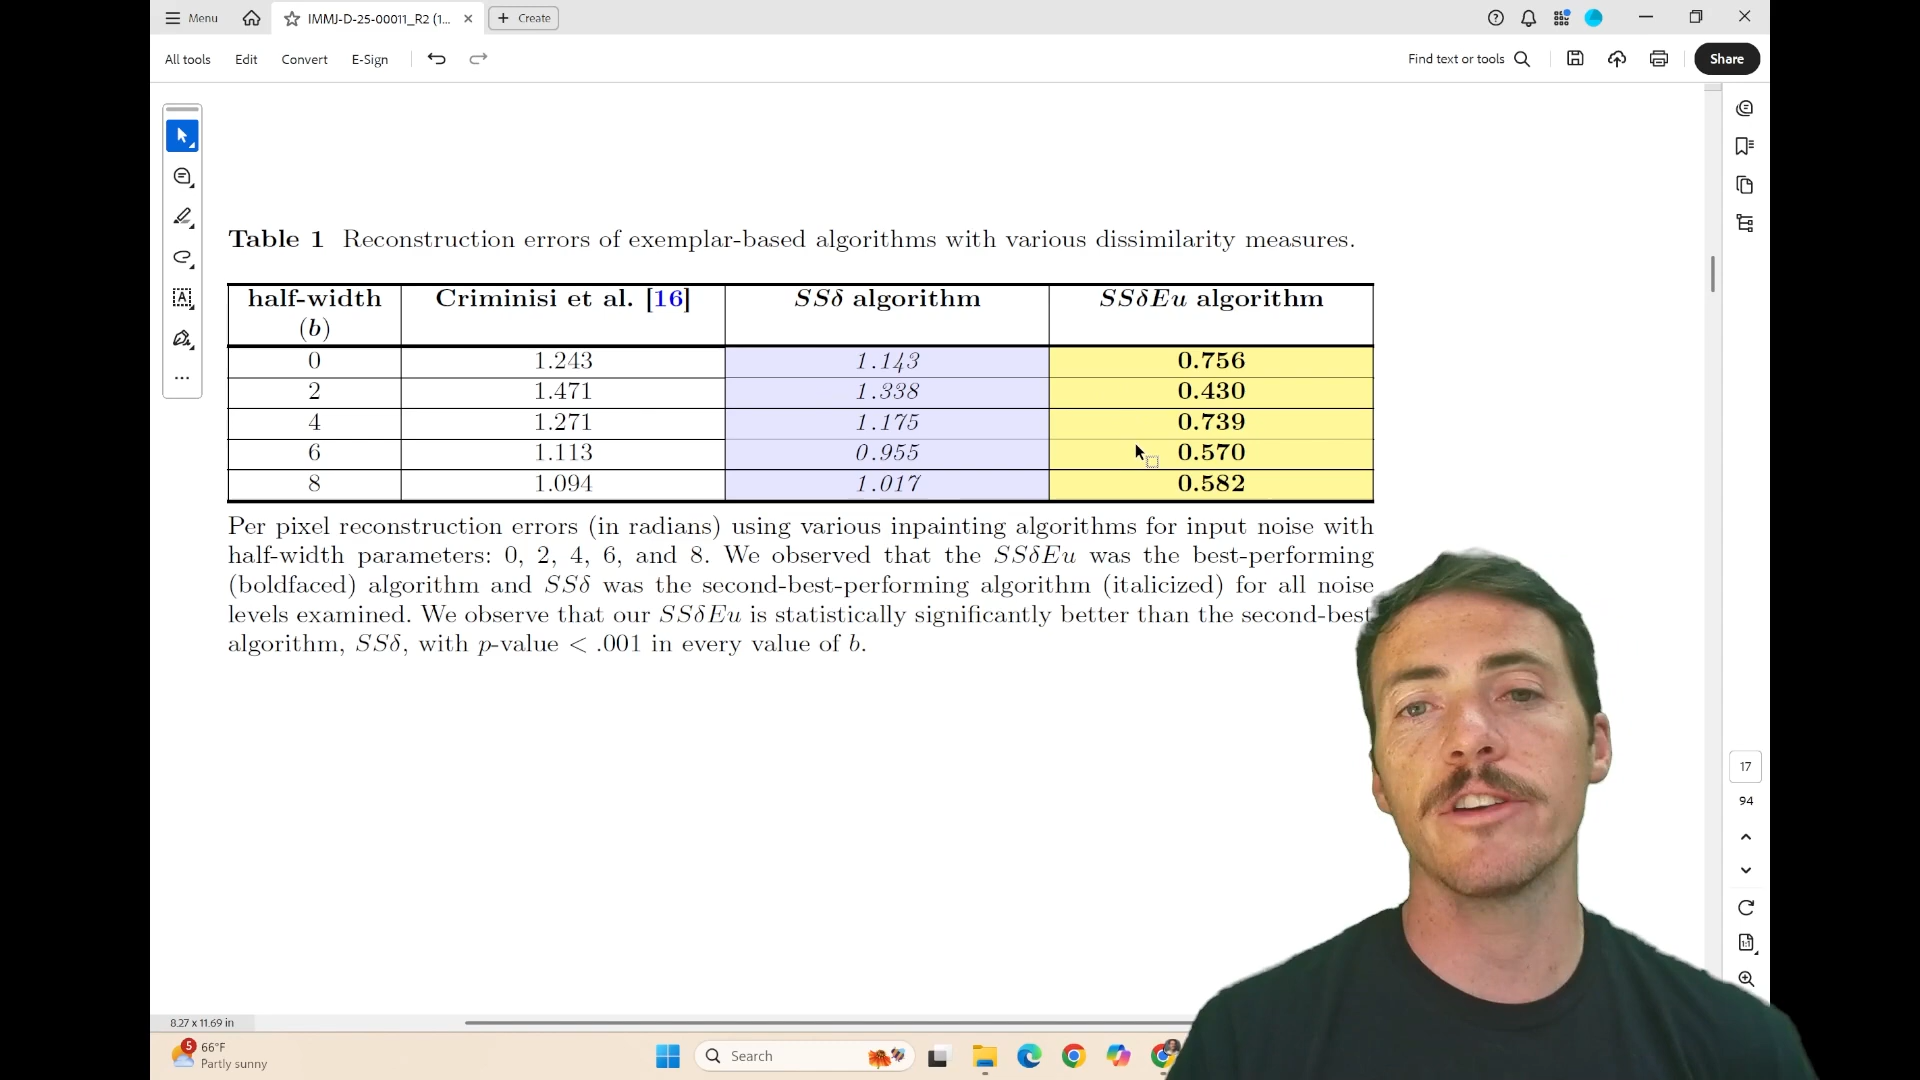 Menu
IMMJ-D-25-00011_R2 (1...
Create
All tools
Edit
Convert
E-Sign
Find text or tools
Share
Table 1 Reconstruction errors of exemplar-based algorithms with various dissimilarity measures.
half-width (b) Criminisi et al. [16] SSδ algorithm SSδEu algorithm
0 1.243 1.143 0.756
2 1.471 1.338 0.430
4 1.271 1.175 0.739
6 1.113 0.955 0.570
8 1.094 1.017 0.582
Per pixel reconstruction errors (in radians) using various inpainting algorithms for input noise with
half-width parameters: 0, 2, 4, 6, and 8. We observed that the SSδEu was the best-performing
(boldfaced) algorithm and SSδ was the second-best-performing algorithm (italicized) for all noise
levels examined. We observe that our SSδEu is statistically significantly better than the second-best
algorithm, SSδ, with p-value < .001 in every value of b.
17
94
1:1
8.27 x 11.69 in
5
66°F
Partly sunny
Search